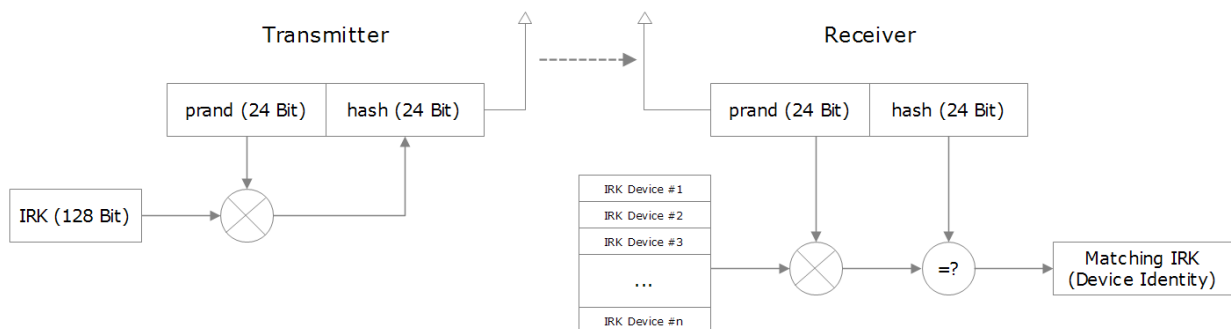 Transmitter
Receiver
prand (24 Bit)
hash (24 Bit)
prand (24 Bit)
hash (24 Bit)
IRK (128 Bit)
IRK Device #1
IRK Device #2
IRK Device #3
...
IRK Device #n
=?
Matching IRK
(Device Identity)